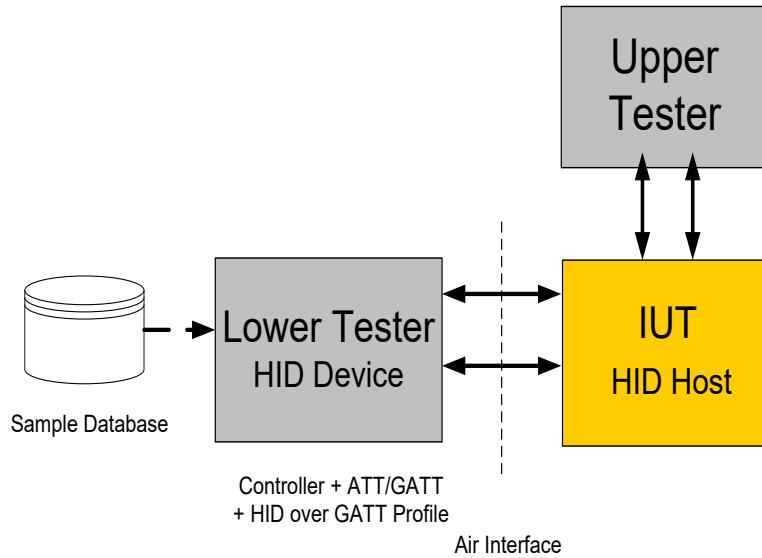 Upper
Tester
Lower Tester
HID Device
IUT
HID Host
Sample Database
Controller + ATT/GATT
+ HID over GATT Profile
Air Interface